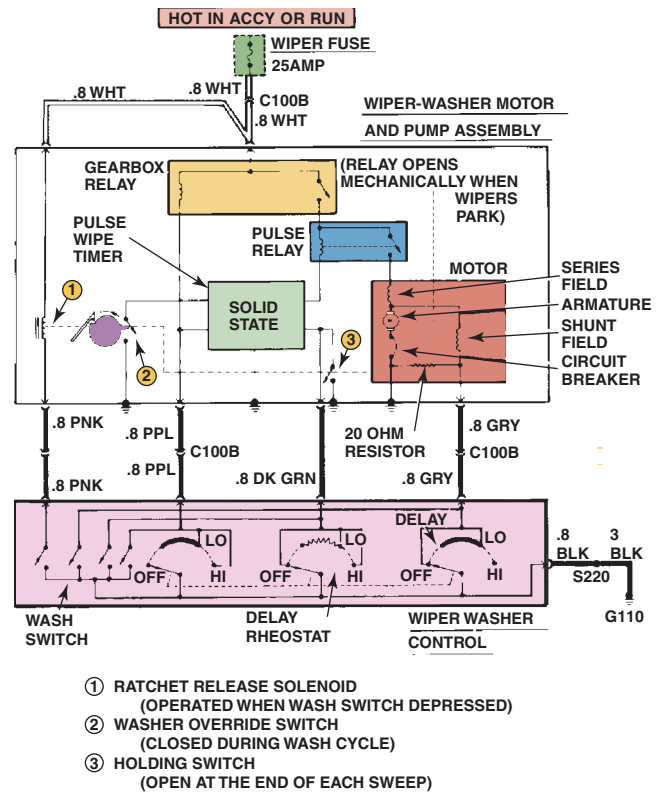 HOT IN ACCY OR RUN
WIPER FUSE
25AMP
.8 WHT
.8 WHT
C100B
.8 WHT
WIPER-WASHER MOTOR
AND PUMP ASSEMBLY
GEARBOX
RELAY
(RELAY OPENS
MECHANICALLY WHEN
WIPERS
PARK)
PULSE
WIPE
TIMER
PULSE
RELAY
MOTOR
SERIES
FIELD
ARMATURE
SHUNT
FIELD
CIRCUIT
BREAKER
1
SOLID
STATE
3
2
20 OHM
RESISTOR
.8 PNK
.8 PPL
C100B
.8 PPL
.8 PNK
.8 DK GRN
.8 GRY
C100B
.8 GRY
LO
OFF
HI
LO
OFF
HI
DELAY
LO
OFF
HI
.8
BLK
3
BLK
S220
G110
WASH
SWITCH
DELAY
RHEOSTAT
WIPER WASHER
CONTROL
1 RATCHET RELEASE SOLENOID
(OPERATED WHEN WASH SWITCH DEPRESSED)
2 WASHER OVERRIDE SWITCH
(CLOSED DURING WASH CYCLE)
3 HOLDING SWITCH
(OPEN AT THE END OF EACH SWEEP)